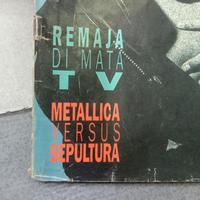 REMAJA
DI MATA
TV
METALLICA
VERSUS
SEPULTURA